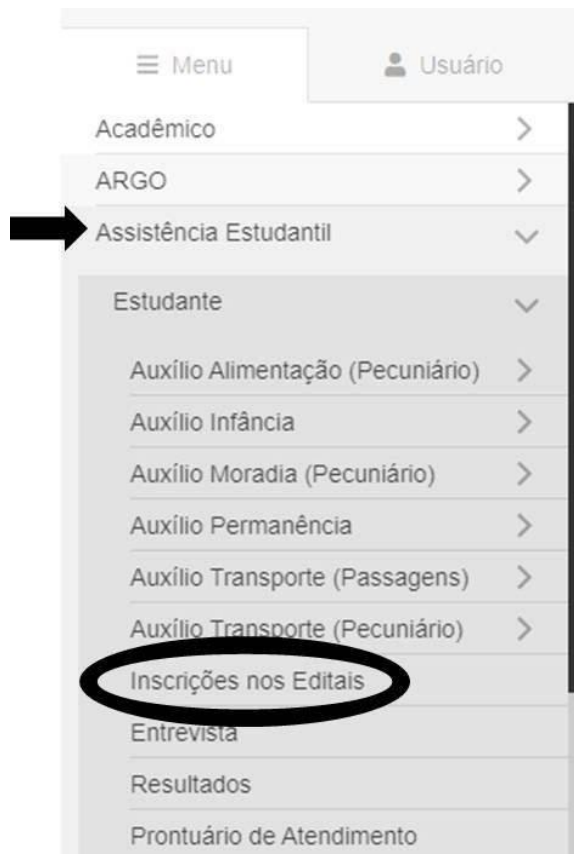 Menu
Usuário
Acadêmico
ARGO
Assistência Estudantil
Estudante
Auxílio Alimentação (Pecuniário)
Auxílio Infância
Auxílio Moradia (Pecuniário)
Auxílio Permanência
Auxílio Transporte (Passagens)
Auxílio Transporte (Pecuniário)
Inscrições nos Editais
Entrevista
Resultados
Prontuário de Atendimento